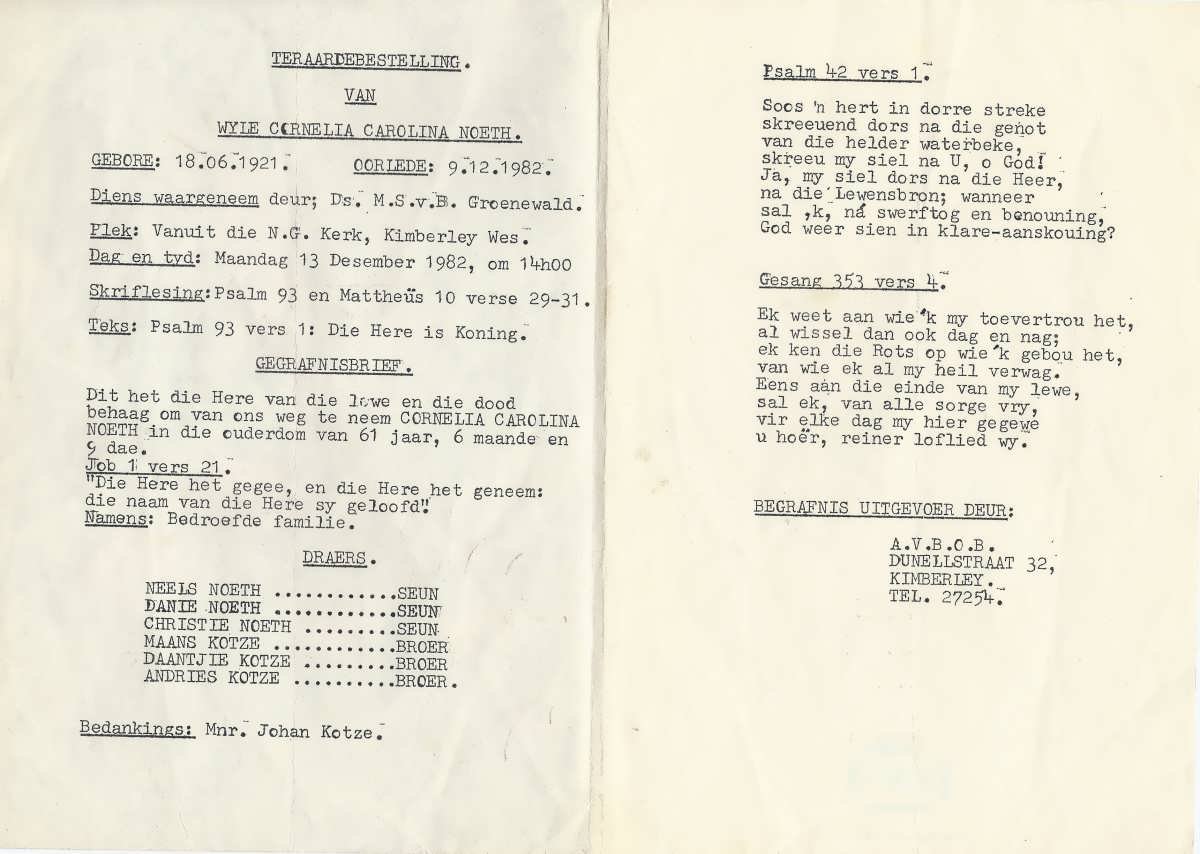 TERAARDEBESTELLING.
VAN
WYLE CORNELIA CAROLINA NOETH.
GEBORE: 18.06.1921. OORLEDE: 9.12.1982.
Diens waargeneem deur; Ds. M.S.v.B. Groenewald.
Plek: Vanuit die N.G. Kerk, Kimberley Wes.
Dag en tyd: Maandag 13 Desember 1982, om 14h00
Skriflesing: Psalm 93 en Mattheüs 10 verse 29-31.
Teks: Psalm 93 vers 1: Die Here is Koning.
GEGRAFNISBRIEF.
Dit het die Here van die lewe en die dood
behaag om van ons weg te neem CORNELIA CAROLINA
NOETH in die ouderdom van 61 jaar, 6 maande en
9 dae.
Job 1 vers 21.
"Die Here het gegee, en die Here het geneem:
die naam van die Here sy geloofd".
Namens: Bedroefde familie.
DRAERS.
NEELS NOETH ............SEUN
DANIE NOETH ............SEUN
CHRISTIE NOETH .........SEUN
MAANS KOTZE ............BROER
DAANTJIE KOTZE .........BROER
ANDRIES KOTZE ..........BROER.
Bedankings: Mnr. Johan Kotze.
Psalm 42 vers 1.
Soos 'n hert in dorre streke
skreeuend dors na die genot
van die helder waterbeke,
skreeu my siel na U, o God!
Ja, my siel dors na die Heer,
na die Lewensbron; wanneer
sal ,k, ná swerftog en benouning,
God weer sien in klare-aanskouing?
Gesang 353 vers 4.
Ek weet aan wie'k my toevertrou het,
al wissel dan ook dag en nag;
ek ken die Rots op wie'k gebou het,
van wie ek al my heil verwag.
Eens aan die einde van my lewe,
sal ek, van alle sorge vry,
vir elke dag my hier gegewe
u hoër, reiner loflied wy.
BEGRAFNIS UITGEVOER DEUR:
A.V.B.O.B.
DUNELLSTRAAT 32,
KIMBERLEY.
TEL. 27254.